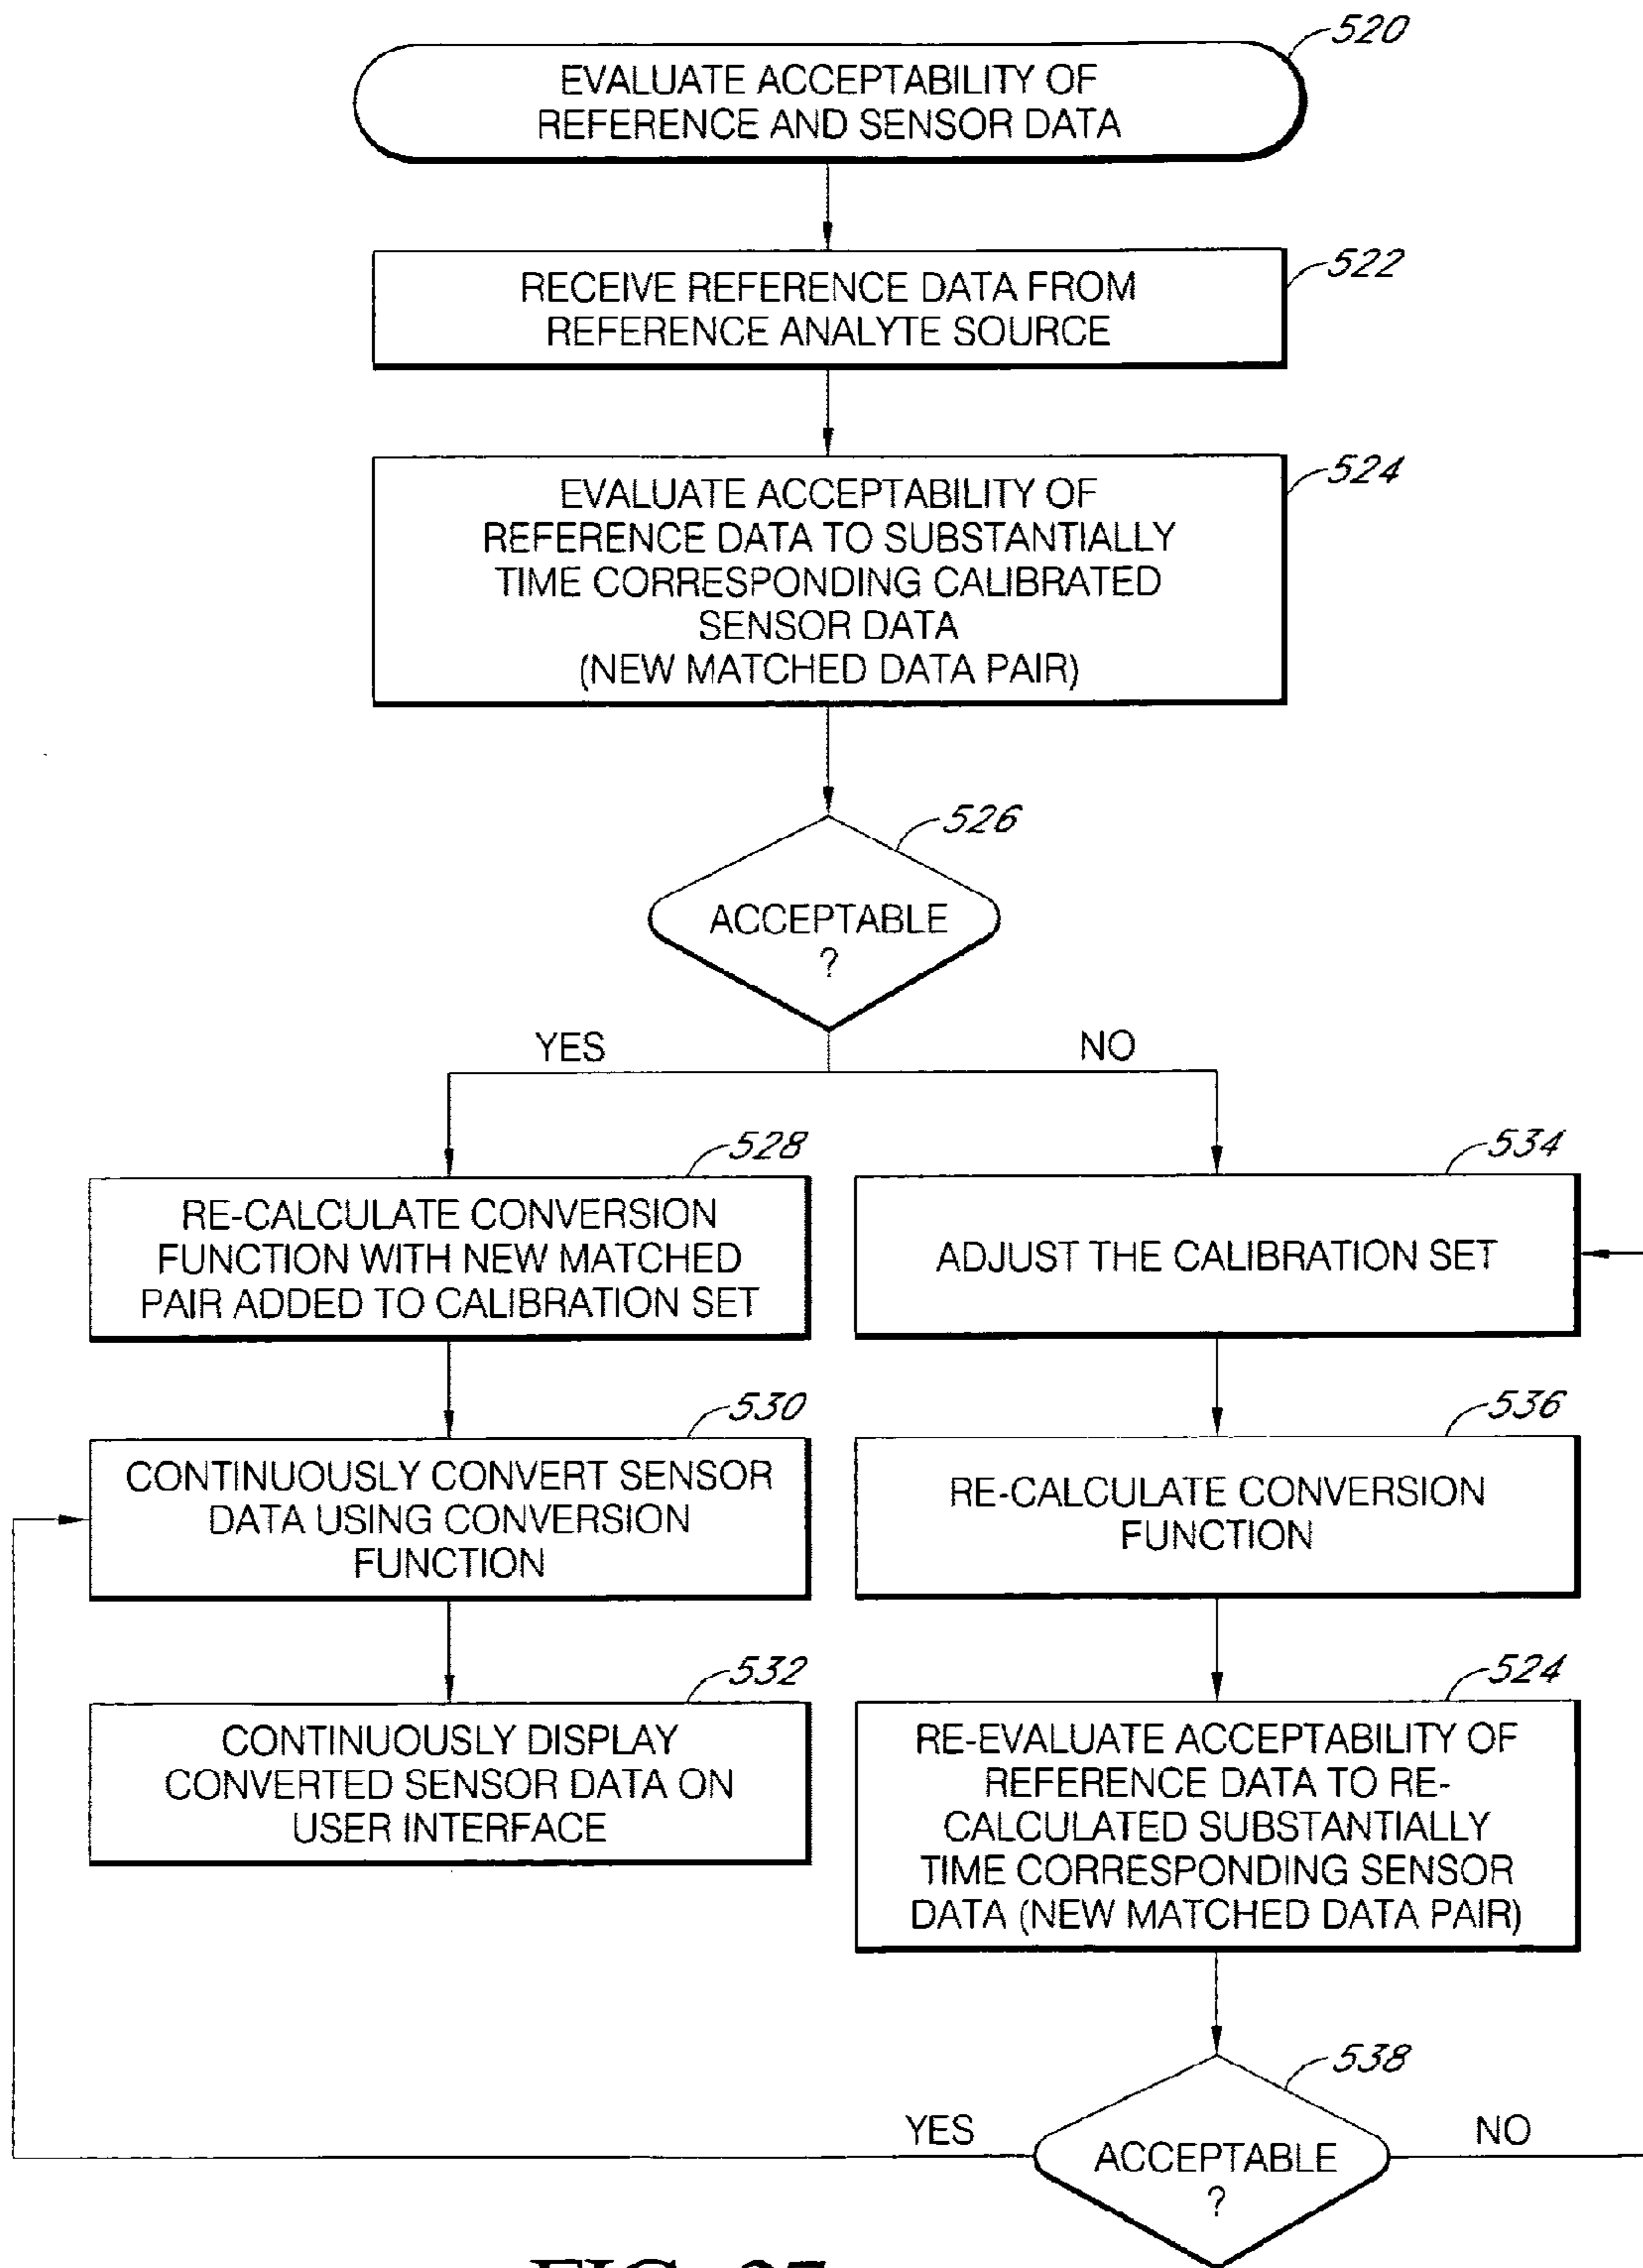 520
EVALUATE ACCEPTABILITY OF
REFERENCE AND SENSOR DATA
522
RECEIVE REFERENCE DATA FROM
REFERENCE ANALYTE SOURCE
524
EVALUATE ACCEPTABILITY OF
REFERENCE DATA TO SUBSTANTIALLY
TIME CORRESPONDING CALIBRATED
SENSOR DATA
(NEW MATCHED DATA PAIR)
526
ACCEPTABLE
?
YES
NO
528
RE-CALCULATE CONVERSION
FUNCTION WITH NEW MATCHED
PAIR ADDED TO CALIBRATION SET
534
ADJUST THE CALIBRATION SET
530
CONTINUOUSLY CONVERT SENSOR
DATA USING CONVERSION
FUNCTION
536
RE-CALCULATE CONVERSION
FUNCTION
532
CONTINUOUSLY DISPLAY
CONVERTED SENSOR DATA ON
USER INTERFACE
524
RE-EVALUATE ACCEPTABILITY OF
REFERENCE DATA TO RE-
CALCULATED SUBSTANTIALLY
TIME CORRESPONDING SENSOR
DATA (NEW MATCHED DATA PAIR)
538
YES
ACCEPTABLE
?
NO